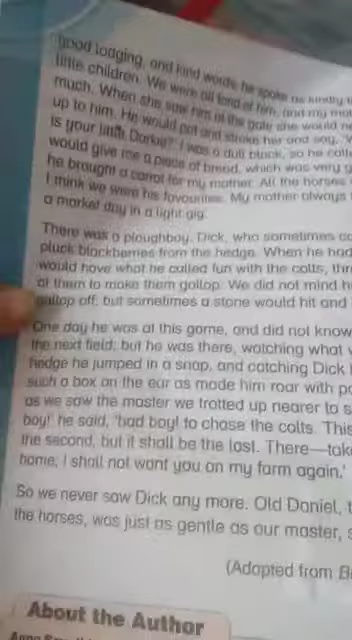 good lodging, and kind words; he spoke as kindly t
little children. We were all fond of him, and my mot
much. When she saw him at the gate, she would ne
up to him. He would pat and stroke her and say, 
is your little Darkie?' I was a dull black, so he calle
would give me a piece of bread, which was very g
he brought a carrot for my mother. All the horses
I think we were his favourites. My mother always
a market day in a light gig.
There was a ploughboy, Dick, who sometimes ca
pluck blackberries from the hedge. When he had
would have what he called fun with the colts, thr
at them to make them gallop. We did not mind h
gallop off; but sometimes a stone would hit and
One day he was at this game, and did not know
the next field; but he was there, watching what
hedge he jumped in a snap, and catching Dick
such a box on the ear as made him roar with pa
as we saw the master we trotted up nearer to s
boy!' he said, 'bad boy! to chase the colts. This
the second, but it shall be the last. There—take
home; I shall not want you on my farm again.'
So we never saw Dick any more. Old Daniel, t
the horses, was just as gentle as our master, s
(Adapted from B
About the Author
Anna